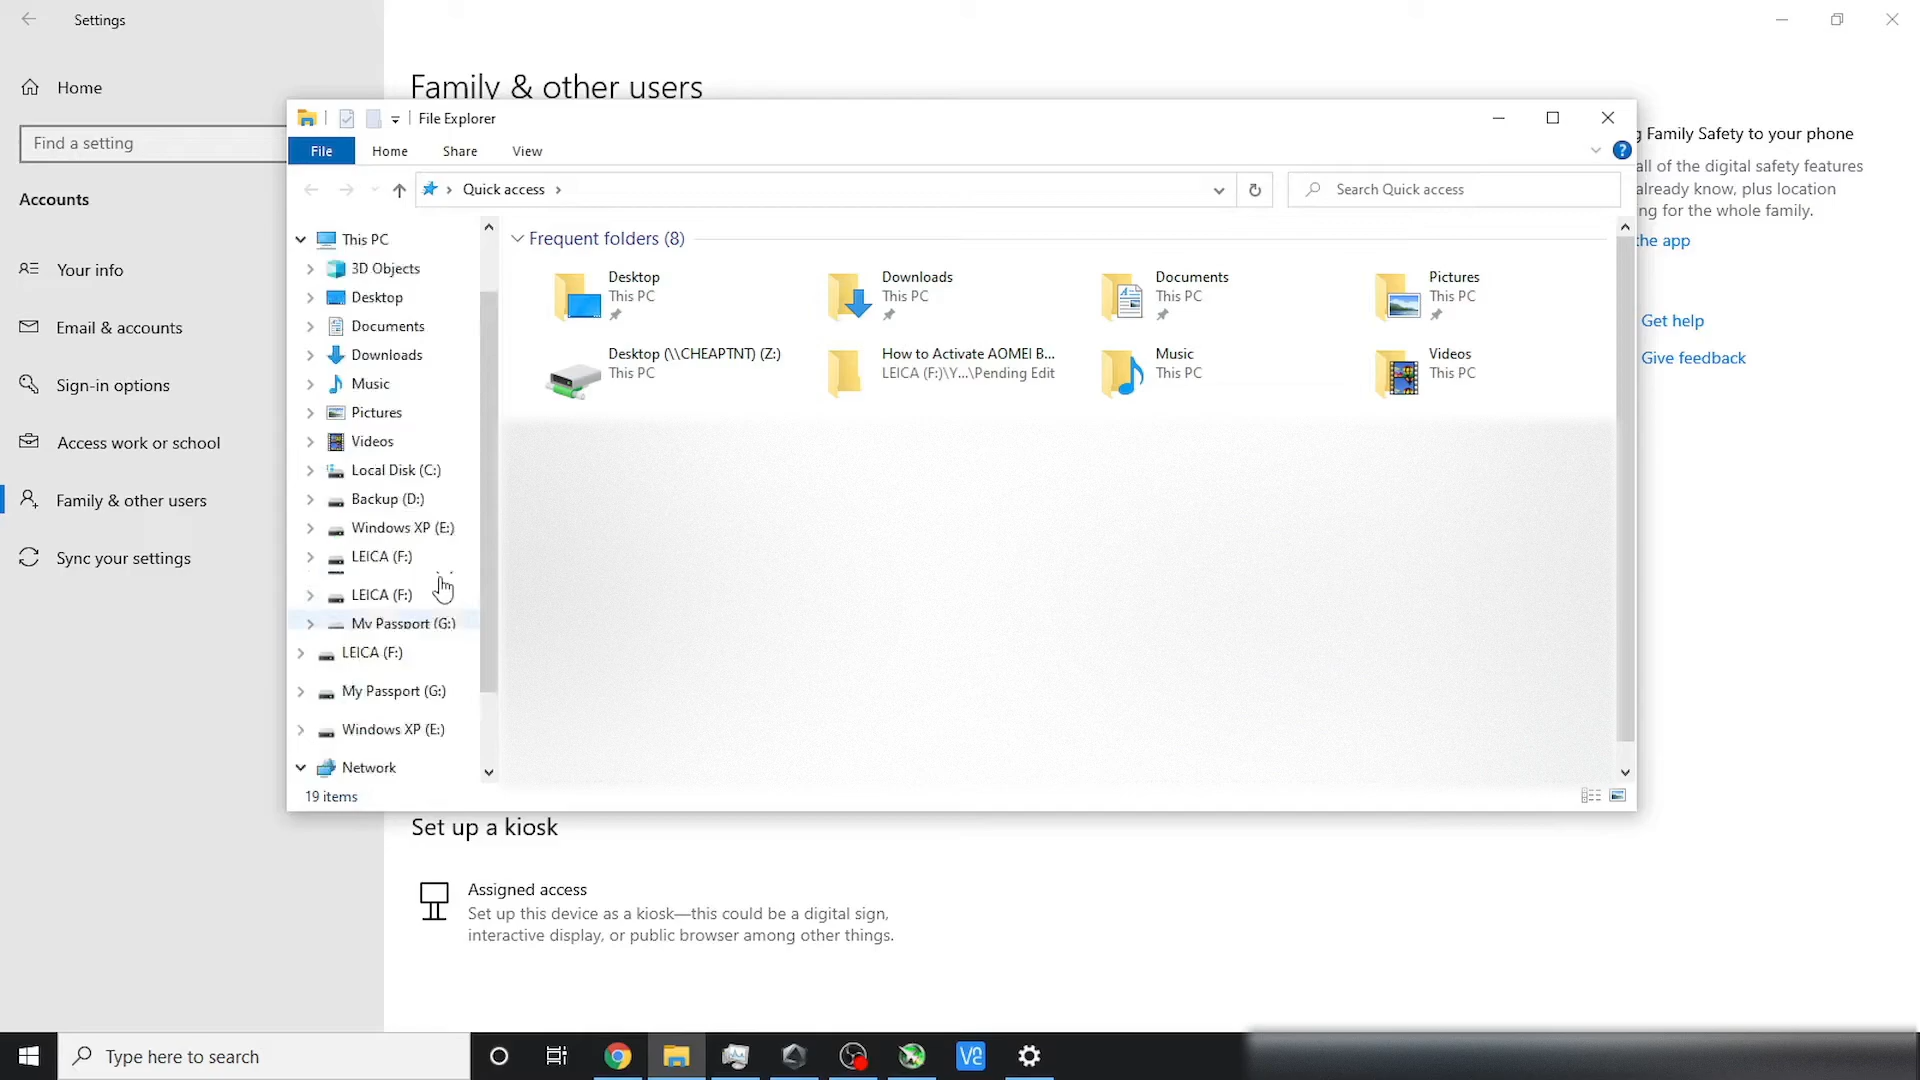 Settings
Home
Find a setting
Accounts
Your info
Email & accounts
Sign-in options
Access work or school
Family & other users
Sync your settings
Family & other users
File Explorer
File
Home
Share
View
Quick access
Search Quick access
This PC
3D Objects
Desktop
Documents
Downloads
Music
Pictures
Videos
Local Disk (C:)
Backup (D:)
Windows XP (E:)
LEICA (F:)
LEICA (F:)
My Passport (G:)
LEICA (F:)
My Passport (G:)
Windows XP (E:)
Network
19 items
Frequent folders (8)
Desktop
This PC
Downloads
This PC
Documents
This PC
Pictures
This PC
Desktop (\\CHEAPTNT) (Z:)
This PC
How to Activate AOMEI B...
LEICA (F:)\Y...\Pending Edit
Music
This PC
Videos
This PC
g Family Safety to your phone
all of the digital safety features
already know, plus location
ng for the whole family.
the app
Get help
Give feedback
Set up a kiosk
Assigned access
Set up this device as a kiosk—this could be a digital sign,
interactive display, or public browser among other things.
Type here to search
V2